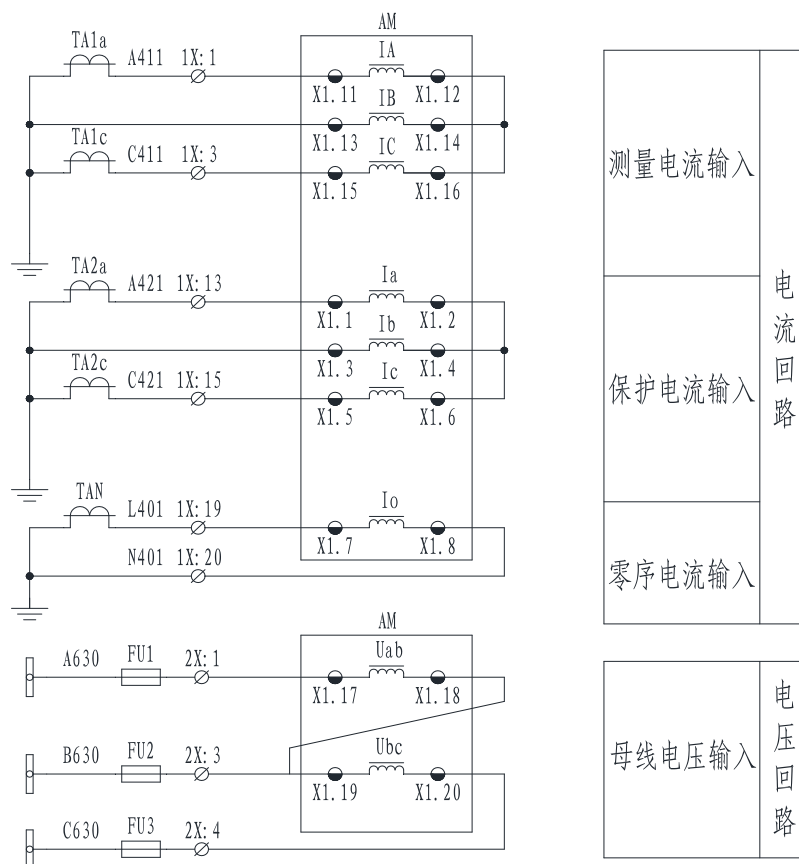 AM
TA1a A411 1X:1 IA
X1.11 X1.12
IB
X1.13 X1.14
TA1c C411 1X:3 IC
X1.15 X1.16
测量电流输入
TA2a A421 1X:13 Ia
X1.1 X1.2
Ib
X1.3 X1.4
TA2c C421 1X:15 Ic
X1.5 X1.6
保护电流输入
电流回路
TAN L401 1X:19 Io
X1.7 X1.8
N401 1X:20
零序电流输入
AM
A630 FU1 2X:1 Uab
X1.17 X1.18
B630 FU2 2X:3 Ubc
X1.19 X1.20
C630 FU3 2X:4
母线电压输入
电压回路